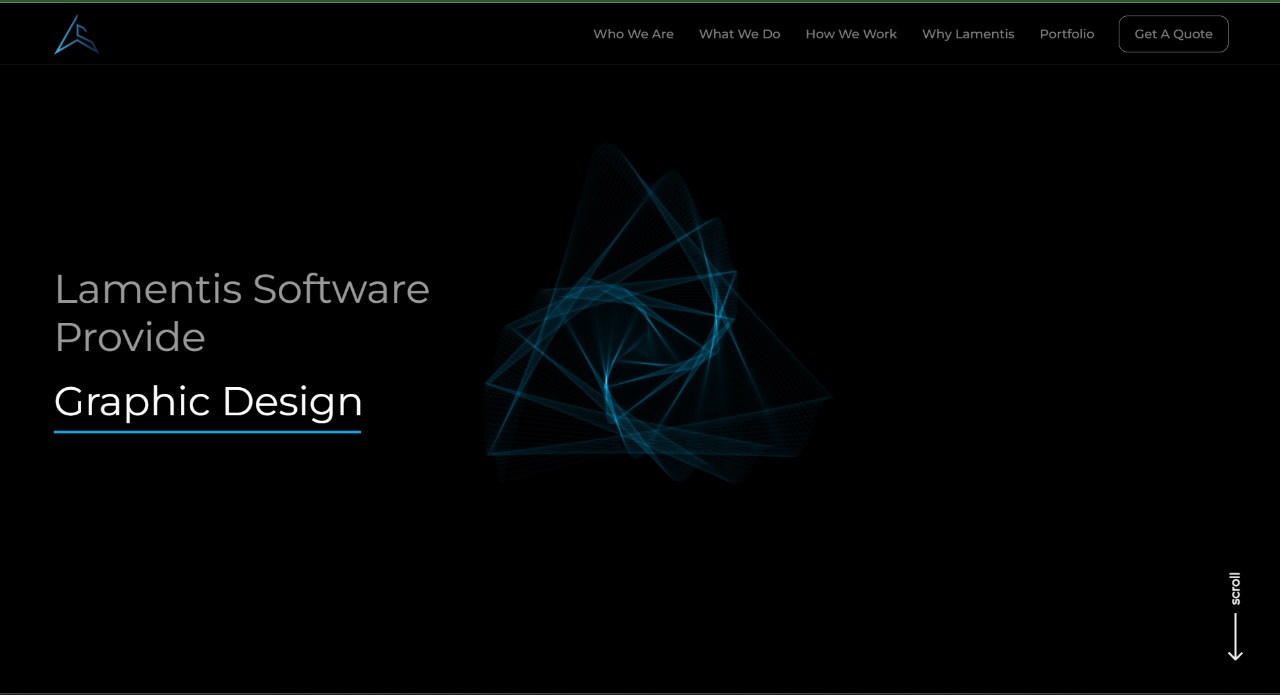 Who We Are
What We Do
How We Work
Why Lamentis
Portfolio
Get A Quote
Lamentis Software
Provide
Graphic Design
scroll